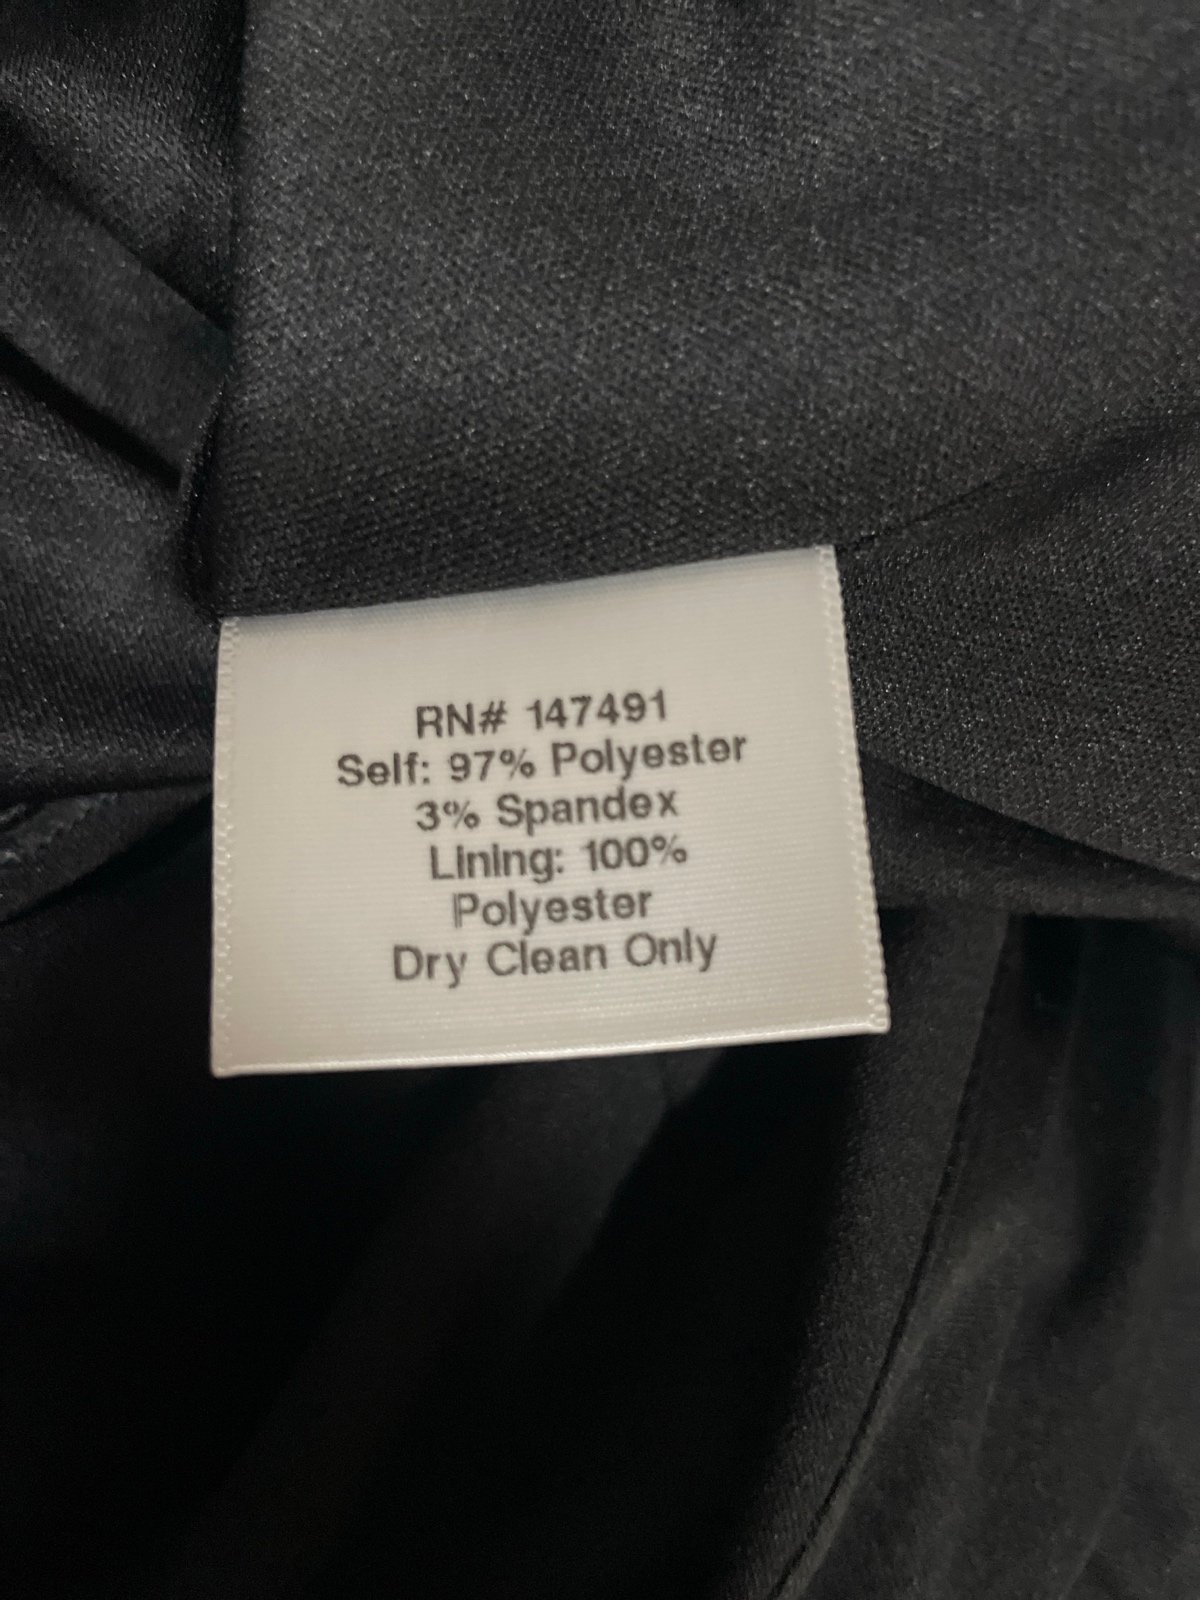 RN# 147491
Self: 97% Polyester
3% Spandex
Lining: 100%
Polyester
Dry Clean Only